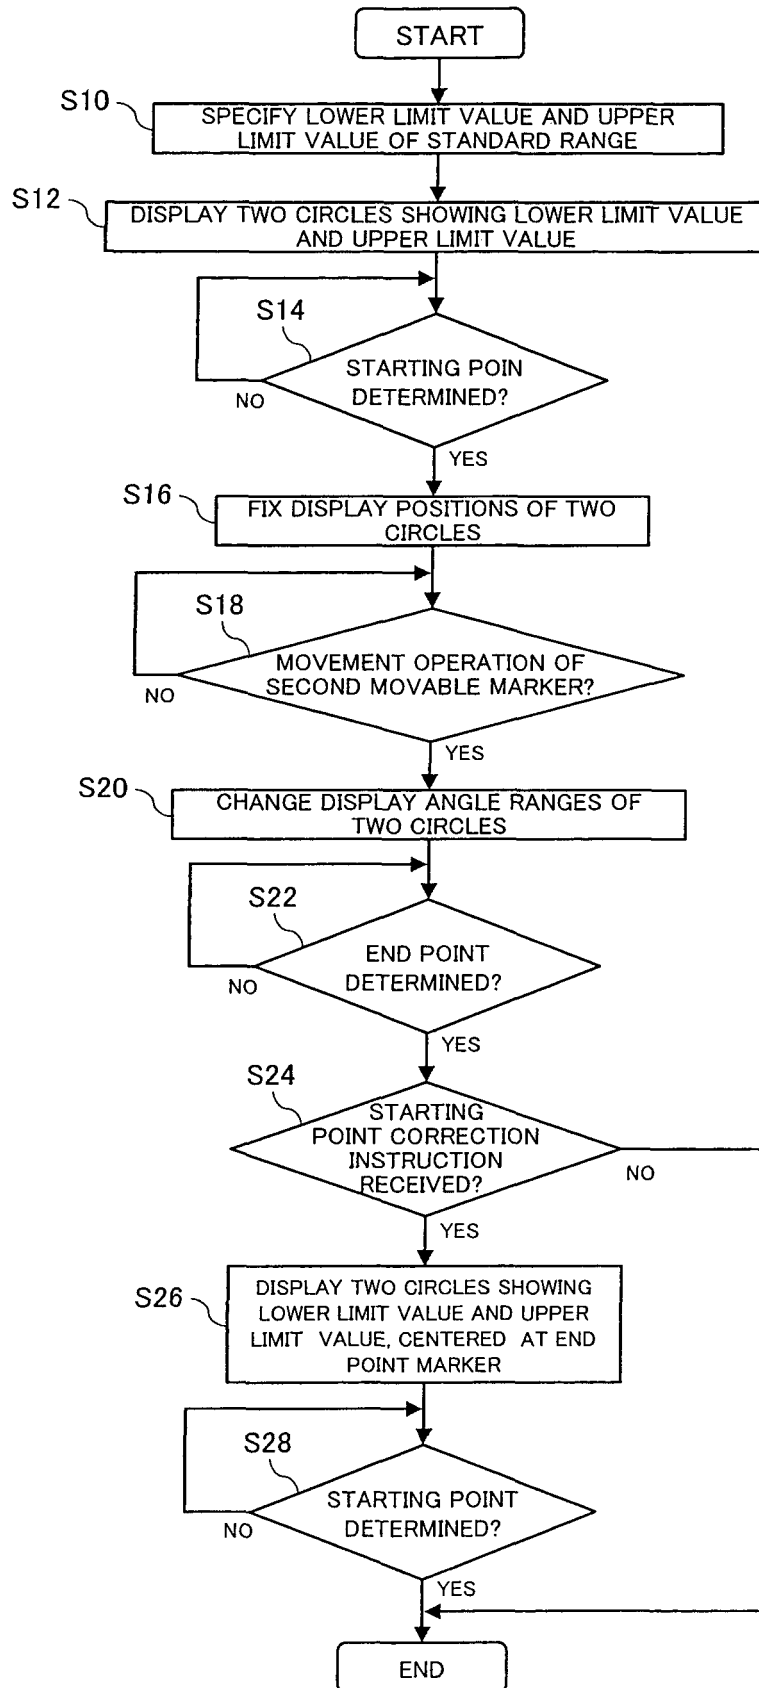 START
S10
SPECIFY LOWER LIMIT VALUE AND UPPER
LIMIT VALUE OF STANDARD RANGE
S12
DISPLAY TWO CIRCLES SHOWING LOWER LIMIT VALUE
AND UPPER LIMIT VALUE
S14
STARTING POIN
DETERMINED?
NO
YES
S16
FIX DISPLAY POSITIONS OF TWO
CIRCLES
S18
MOVEMENT OPERATION OF
SECOND MOVABLE MARKER?
NO
YES
S20
CHANGE DISPLAY ANGLE RANGES OF
TWO CIRCLES
S22
END POINT
DETERMINED?
NO
YES
S24
STARTING
POINT CORRECTION
INSTRUCTION
RECEIVED?
NO
YES
S26
DISPLAY TWO CIRCLES SHOWING
LOWER LIMIT VALUE AND UPPER
LIMIT VALUE, CENTERED AT END
POINT MARKER
S28
STARTING POINT
DETERMINED?
NO
YES
END